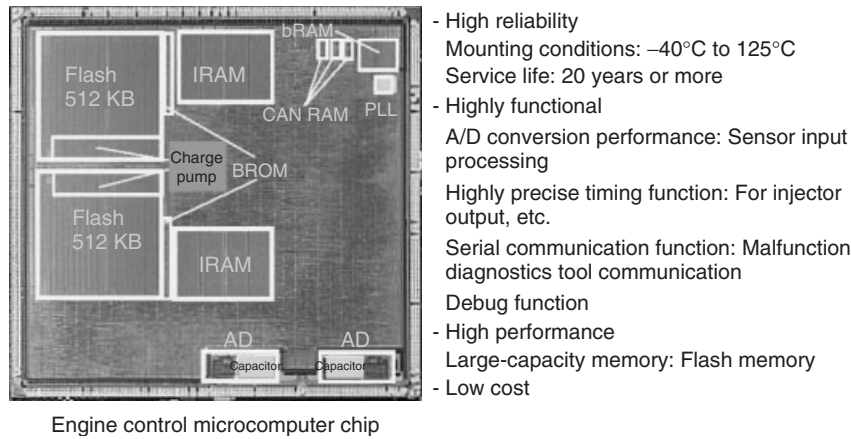 bRAM
Flash
512 KB
IRAM
CAN RAM
PLL
Charge
pump
BROM
Flash
512 KB
IRAM
AD
AD
Capacitor
Capacitor
Engine control microcomputer chip
- High reliability
Mounting conditions: –40°C to 125°C
Service life: 20 years or more
- Highly functional
A/D conversion performance: Sensor input
processing
Highly precise timing function: For injector
output, etc.
Serial communication function: Malfunction
diagnostics tool communication
Debug function
- High performance
Large-capacity memory: Flash memory
- Low cost